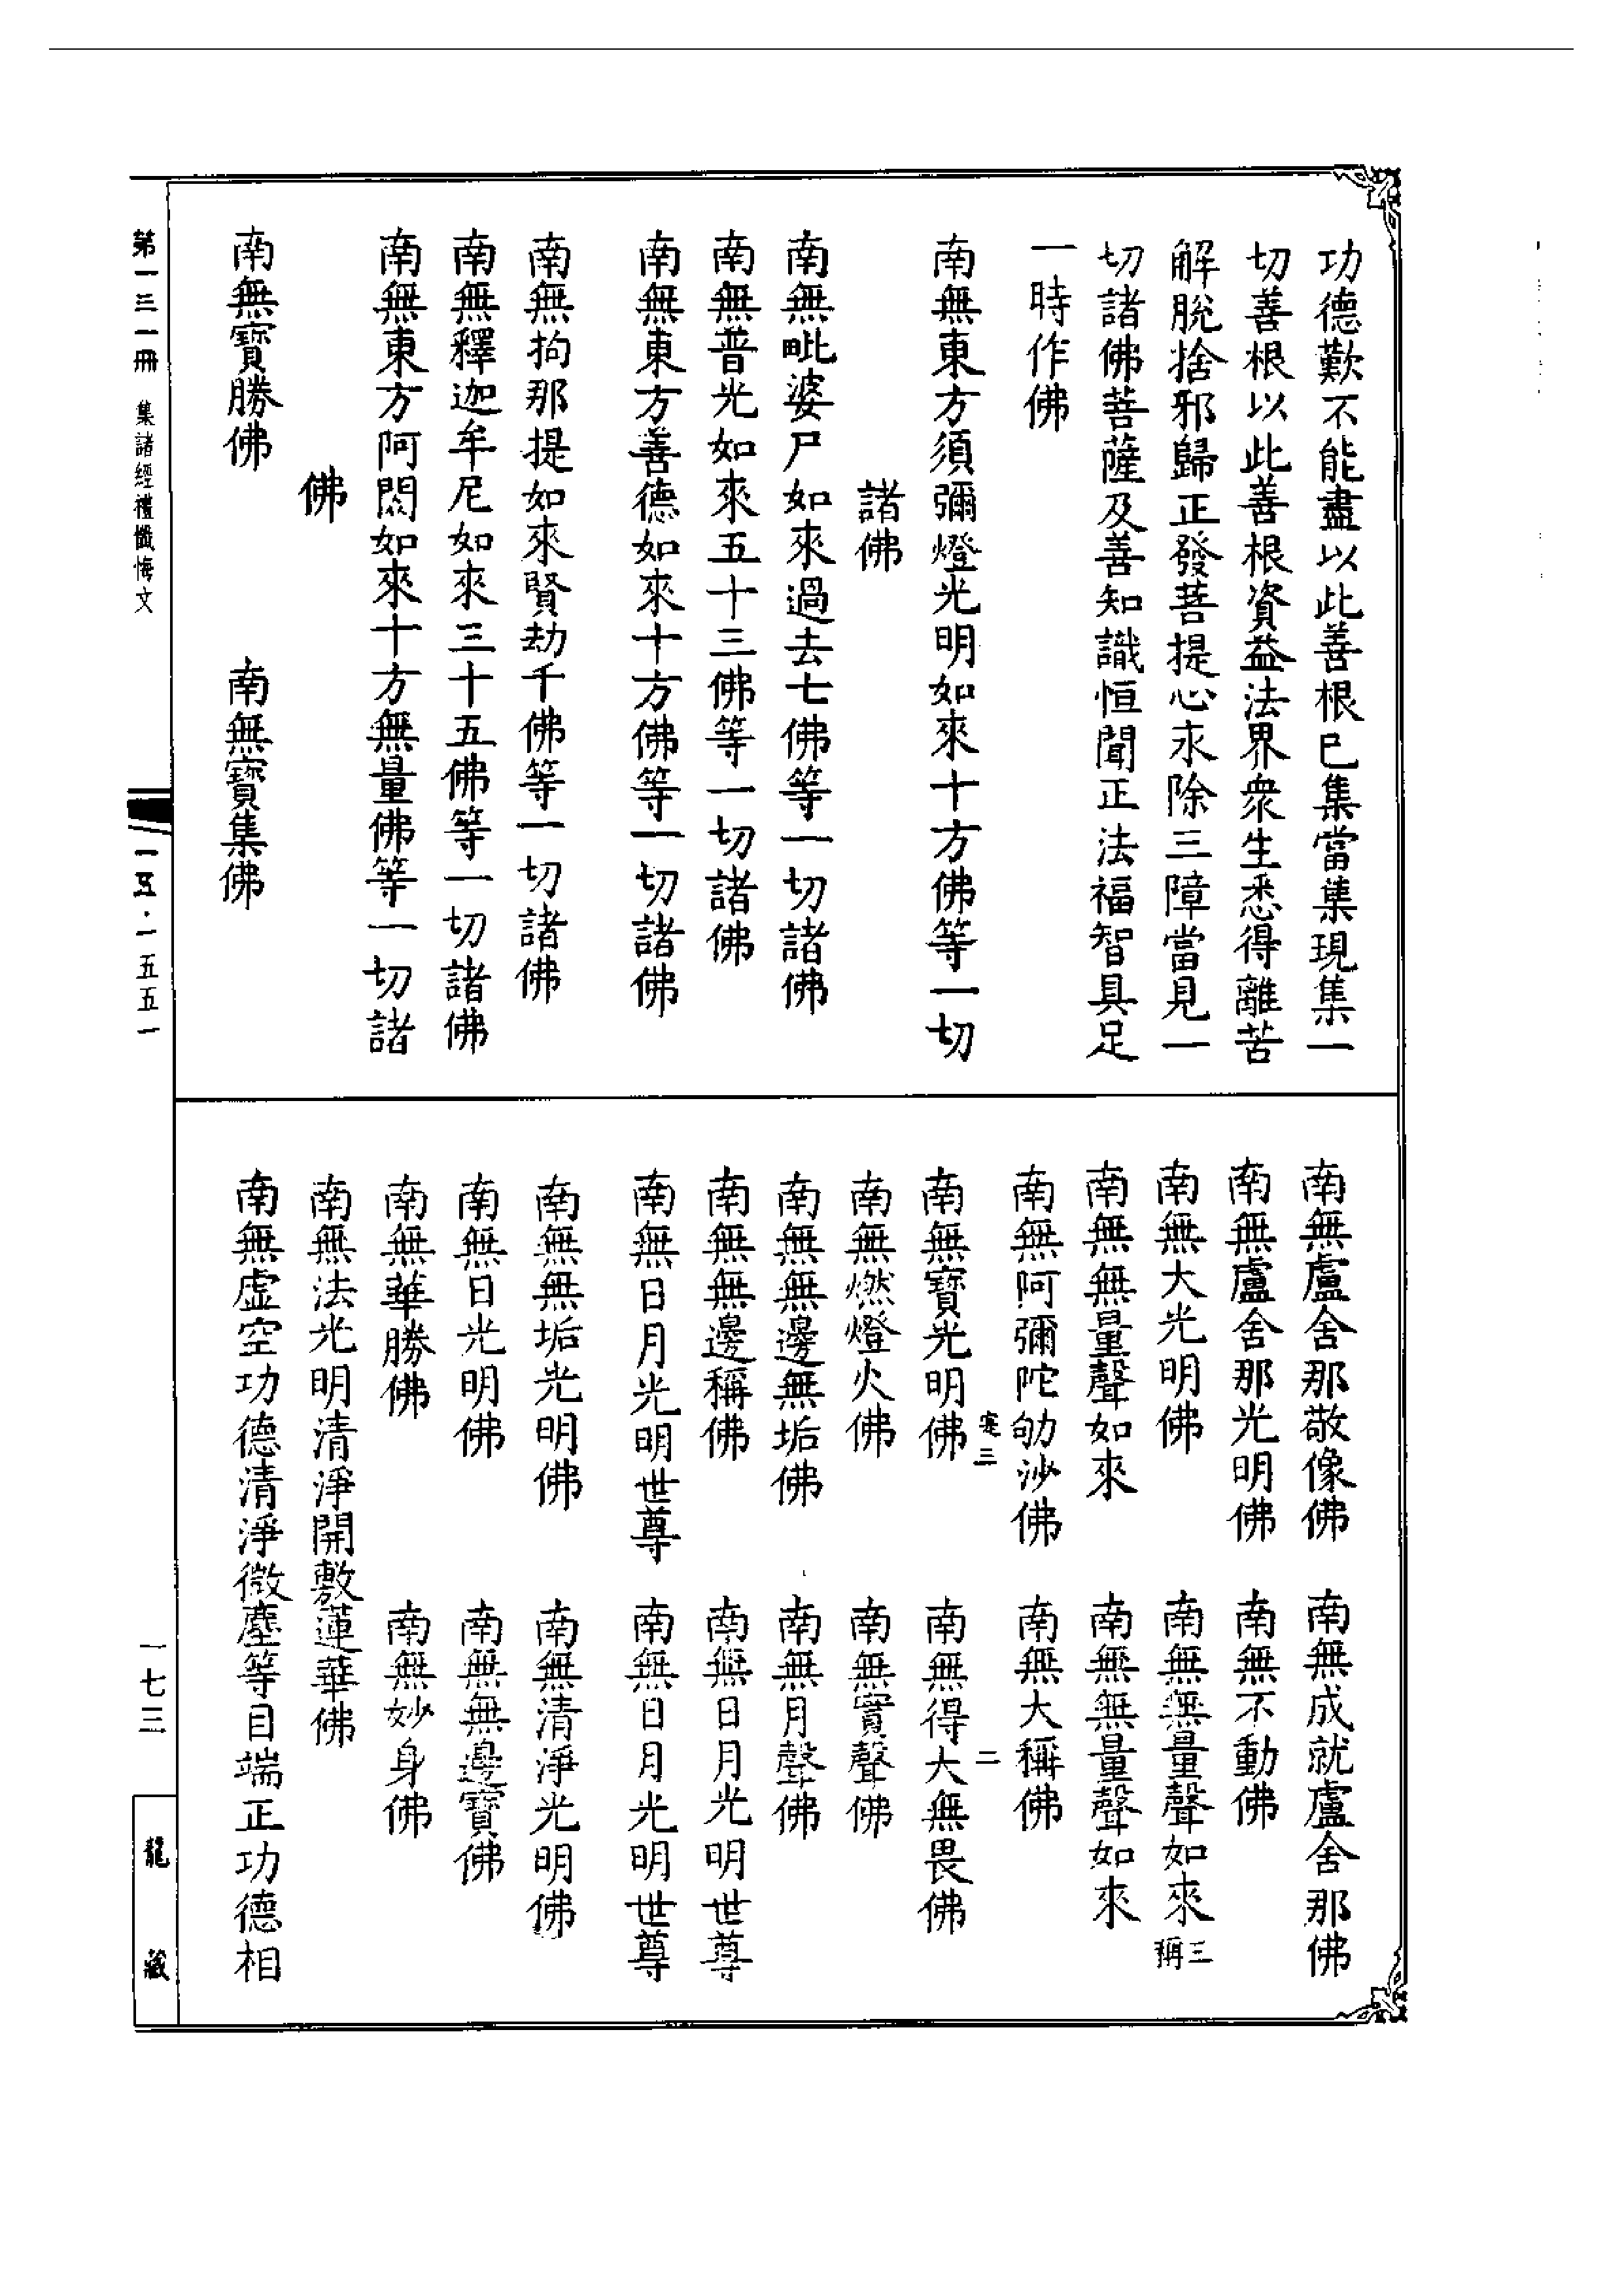 功德歎不能盡以此善根已集當集現集一
切善根以此善根資益法界衆生悉得離苦
解脫捨邪歸正發菩提心永除三障當見一
切諸佛菩薩及善知識恒聞正法福智具足
一時作佛
南無東方須彌燈光明如來十方佛等一切
諸佛
南無毗婆尸如來過去七佛等一切諸佛
南無普光如來五十三佛等一切諸佛
南無東方善德如來十方佛等一切諸佛
南無拘那提如來賢劫千佛等一切諸佛
南無釋迦牟尼如來三十五佛等一切諸佛
南無東方阿閦如來十方無量佛等一切諸
佛
南無寶勝佛 南無寶集佛
南無盧舍那敬像佛 南無成就盧舍那佛
南無盧舍那光明佛 南無不動佛
南無大光明佛 南無無量聲如來三稱
南無無量聲如來 南無無量聲如來
南無阿彌陀劬沙佛 南無大稱佛
三 二
南無寶光明佛 南無得大無畏佛
南無燃燈火佛 南無實聲佛
南無無邊無垢佛 南無月聲佛
南無無邊稱佛 南無日月光明世尊
南無日月光明世尊 南無日月光明世尊
南無無垢光明佛 南無清淨光明佛
南無日光明佛 南無無邊寶佛
南無華勝佛 南無妙身佛
南無法光明清淨開敷蓮華佛
南無虛空功德清淨微塵等目端正功德相
第一三一冊 集諸經禮懺悔文
一五·一五五一
一七三
龍藏